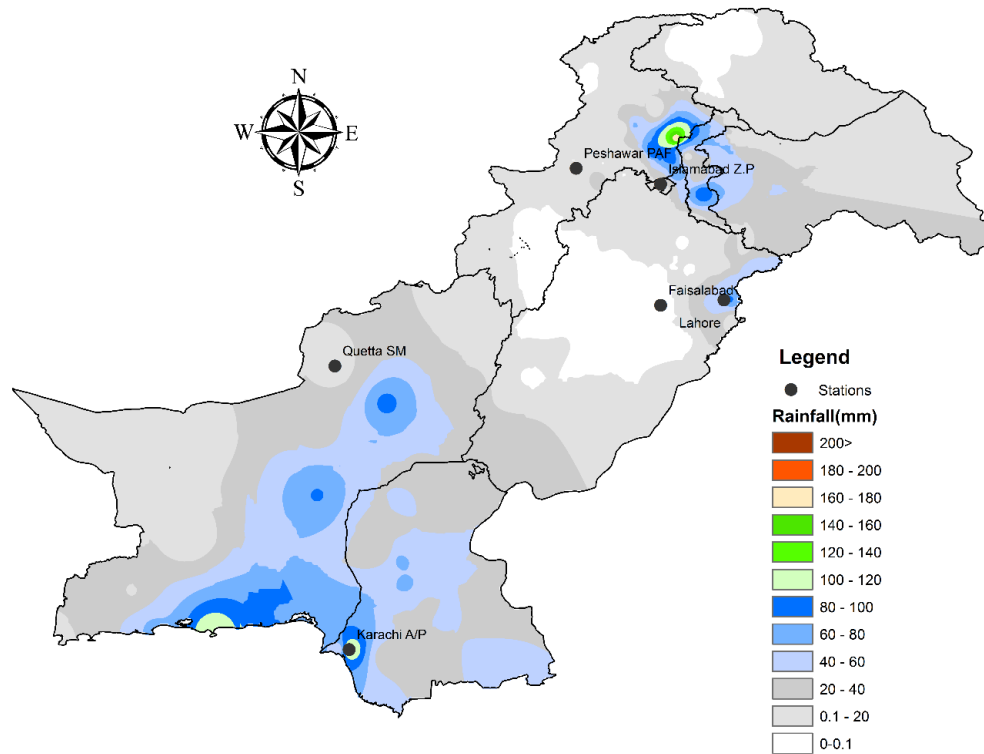 N
W
E
S
Peshawar PAF
Islamabad Z.P
Faisalabad
Lahore
Quetta SM
Karachi A/P
Legend
Stations
Rainfall(mm)
200>
180 - 200
160 - 180
140 - 160
120 - 140
100 - 120
80 - 100
60 - 80
40 - 60
20 - 40
0.1 - 20
0-0.1